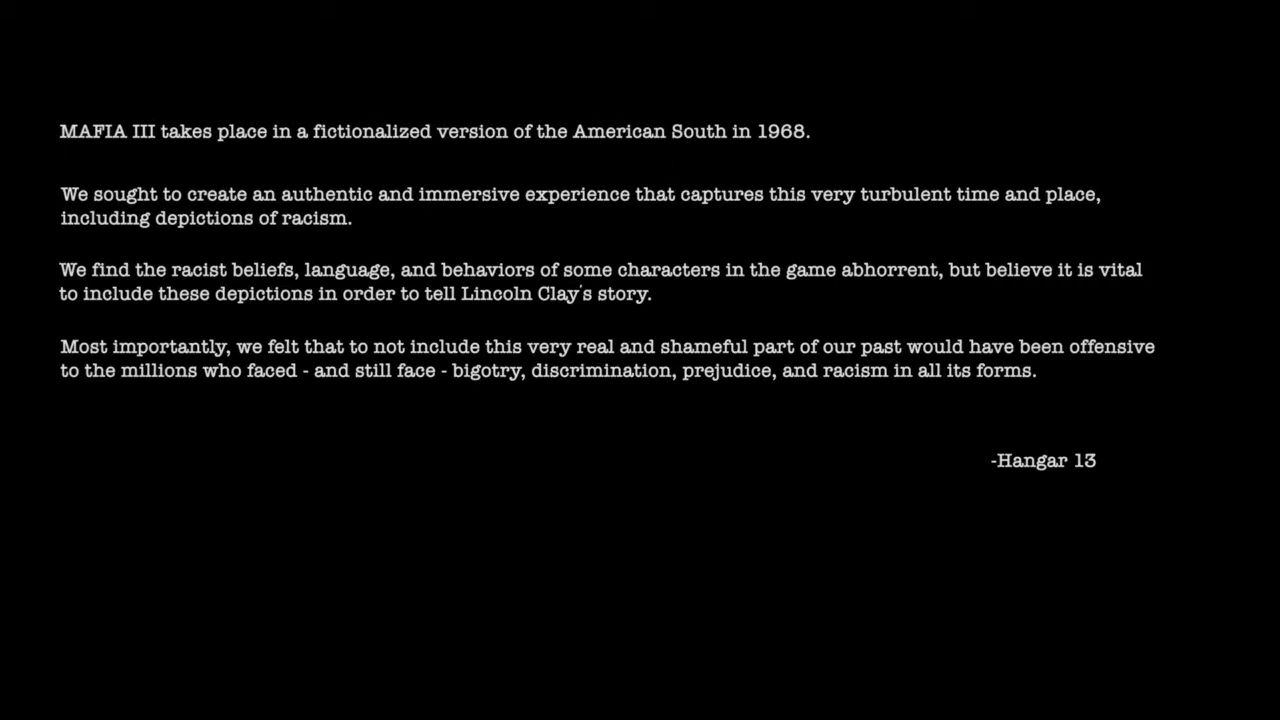 MAFIA III takes place in a fictionalized version of the American South in 1968.
We sought to create an authentic and immersive experience that captures this very turbulent time and place,
including depictions of racism.
We find the racist beliefs, language, and behaviors of some characters in the game abhorrent, but believe it is vital
to include these depictions in order to tell Lincoln Clay's story.
Most importantly, we felt that to not include this very real and shameful part of our past would have been offensive
to the millions who faced - and still face - bigotry, discrimination, prejudice, and racism in all its forms.
-Hangar 13